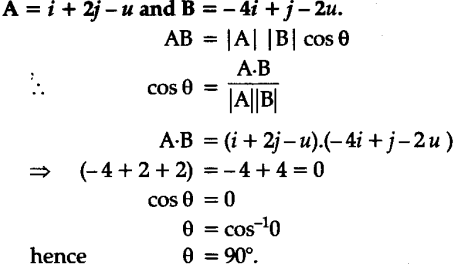 A = i + 2j – u and B = – 4i + j – 2u.
AB = |A| |B| cos θ
∴ cos θ = A·B / |A||B|
A·B = (i + 2j – u).(–4i + j – 2u )
⇒ (–4 + 2 + 2) = –4 + 4 = 0
cos θ = 0
θ = cos⁻¹0
hence θ = 90°.